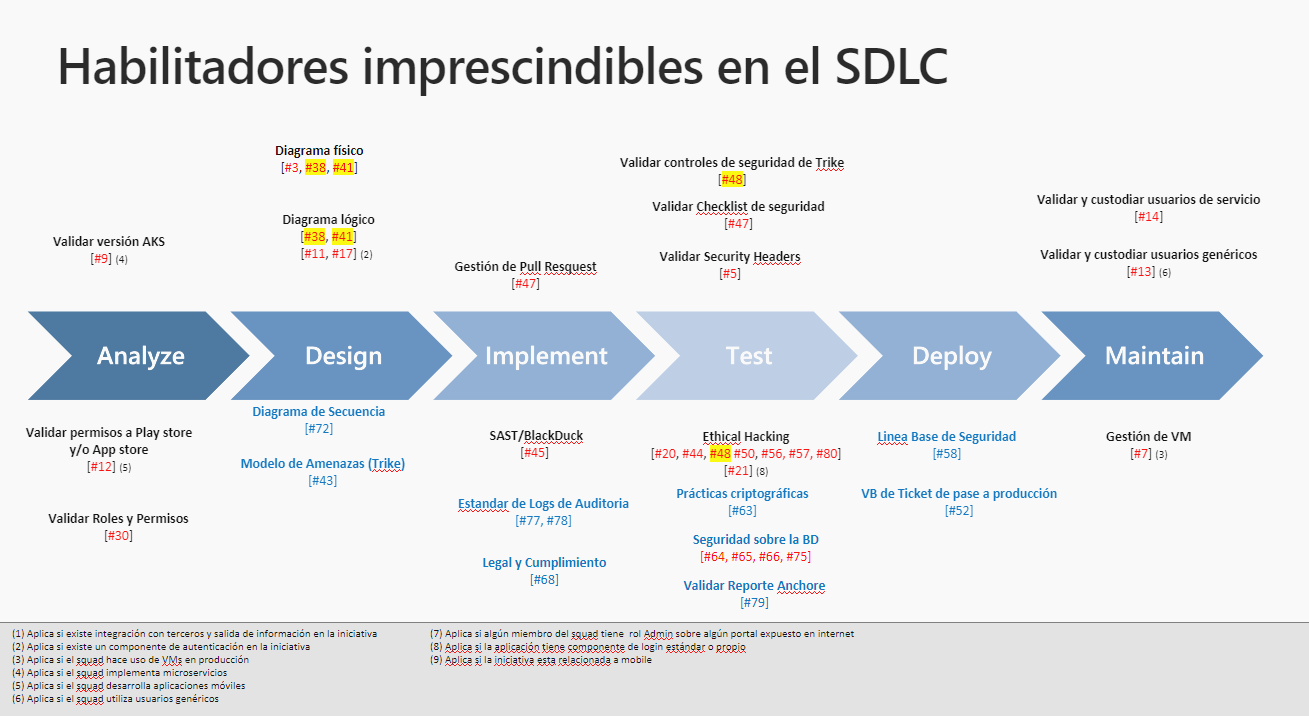 Habilitadores imprescindibles en el SDLC
Diagrama físico
[#3, #38, #41]
Diagrama lógico
[#38, #41]
[#11, #17] (2)
Validar versión AKS
[#9] (4)
Gestión de Pull Resquest
[#47]
Validar controles de seguridad de Trike
[#48]
Validar Checklist de seguridad
[#47]
Validar Security Headers
[#5]
Validar y custodiar usuarios de servicio
[#14]
Validar y custodiar usuarios genéricos
[#13] (6)
Analyze
Design
Implement
Test
Deploy
Maintain
Validar permisos a Play store
y/o App store
[#12] (5)
Validar Roles y Permisos
[#30]
Diagrama de Secuencia
[#72]
Modelo de Amenazas (Trike)
[#43]
SAST/BlackDuck
[#45]
Estandar de Logs de Auditoria
[#77, #78]
Legal y Cumplimiento
[#68]
Ethical Hacking
[#20, #44, #48 #50, #56, #57, #80]
[#21] (8)
Prácticas criptográficas
[#63]
Seguridad sobre la BD
[#64, #65, #66, #75]
Validar Reporte Anchore
[#79]
Linea Base de Seguridad
[#58]
VB de Ticket de pase a producción
[#52]
Gestión de VM
[#7] (3)
(1) Aplica si existe integración con terceros y salida de información en la iniciativa
(2) Aplica si existe un componente de autenticación en la iniciativa
(3) Aplica si el squad hace uso de VMs en producción
(4) Aplica si el squad implementa microservicios
(5) Aplica si el squad desarrolla aplicaciones móviles
(6) Aplica si el squad utiliza usuarios genéricos
(7) Aplica si algún miembro del squad tiene rol Admin sobre algún portal expuesto en internet
(8) Aplica si la aplicación tiene componente de login estándar o propio
(9) Aplica si la iniciativa esta relacionada a mobile